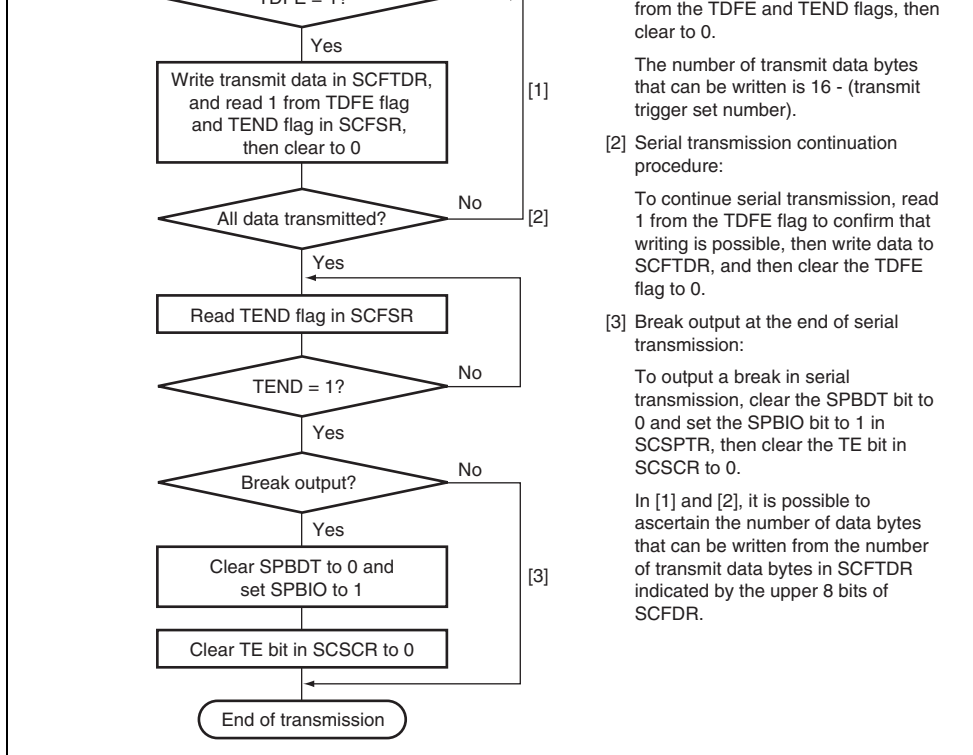 TDFE = 1?
Yes
Write transmit data in SCFTDR,
and read 1 from TDFE flag
and TEND flag in SCFSR,
then clear to 0
[1]
All data transmitted?
No
[2]
Yes
Read TEND flag in SCFSR
TEND = 1?
No
Yes
Break output?
No
Yes
Clear SPBDT to 0 and
set SPBIO to 1
[3]
Clear TE bit in SCSCR to 0
End of transmission
from the TDFE and TEND flags, then
clear to 0.
The number of transmit data bytes
that can be written is 16 - (transmit
trigger set number).
[2] Serial transmission continuation
procedure:
To continue serial transmission, read
1 from the TDFE flag to confirm that
writing is possible, then write data to
SCFTDR, and then clear the TDFE
flag to 0.
[3] Break output at the end of serial
transmission:
To output a break in serial
transmission, clear the SPBDT bit to
0 and set the SPBIO bit to 1 in
SCSPTR, then clear the TE bit in
SCSCR to 0.
In [1] and [2], it is possible to
ascertain the number of data bytes
that can be written from the number
of transmit data bytes in SCFTDR
indicated by the upper 8 bits of
SCFDR.